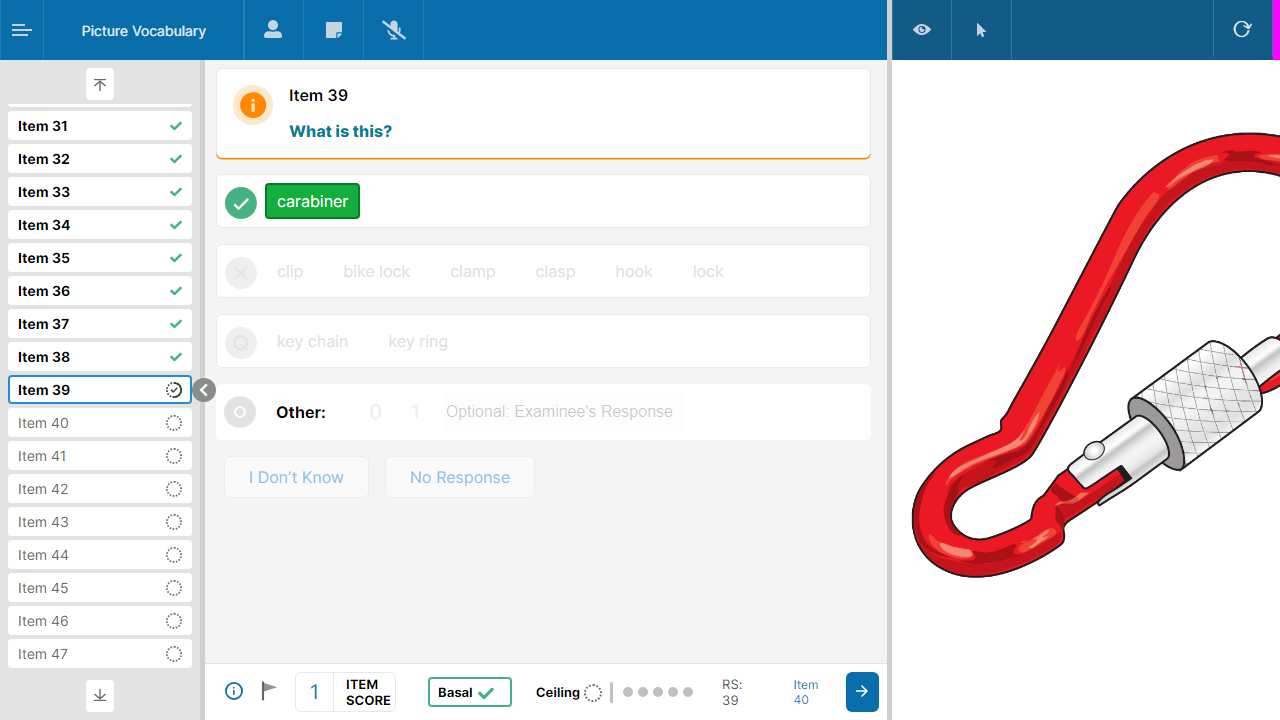 Picture Vocabulary
Item 31
Item 32
Item 33
Item 34
Item 35
Item 36
Item 37
Item 38
Item 39
Item 40
Item 41
Item 42
Item 43
Item 44
Item 45
Item 46
Item 47
Item 39
What is this?
carabiner
clip bike lock clamp clasp hook lock
Q key chain key ring
O Other: 0 1 Optional: Examinee's Response
I Don't Know No Response
1 ITEM SCORE Basal Ceiling RS: 39 Item 40